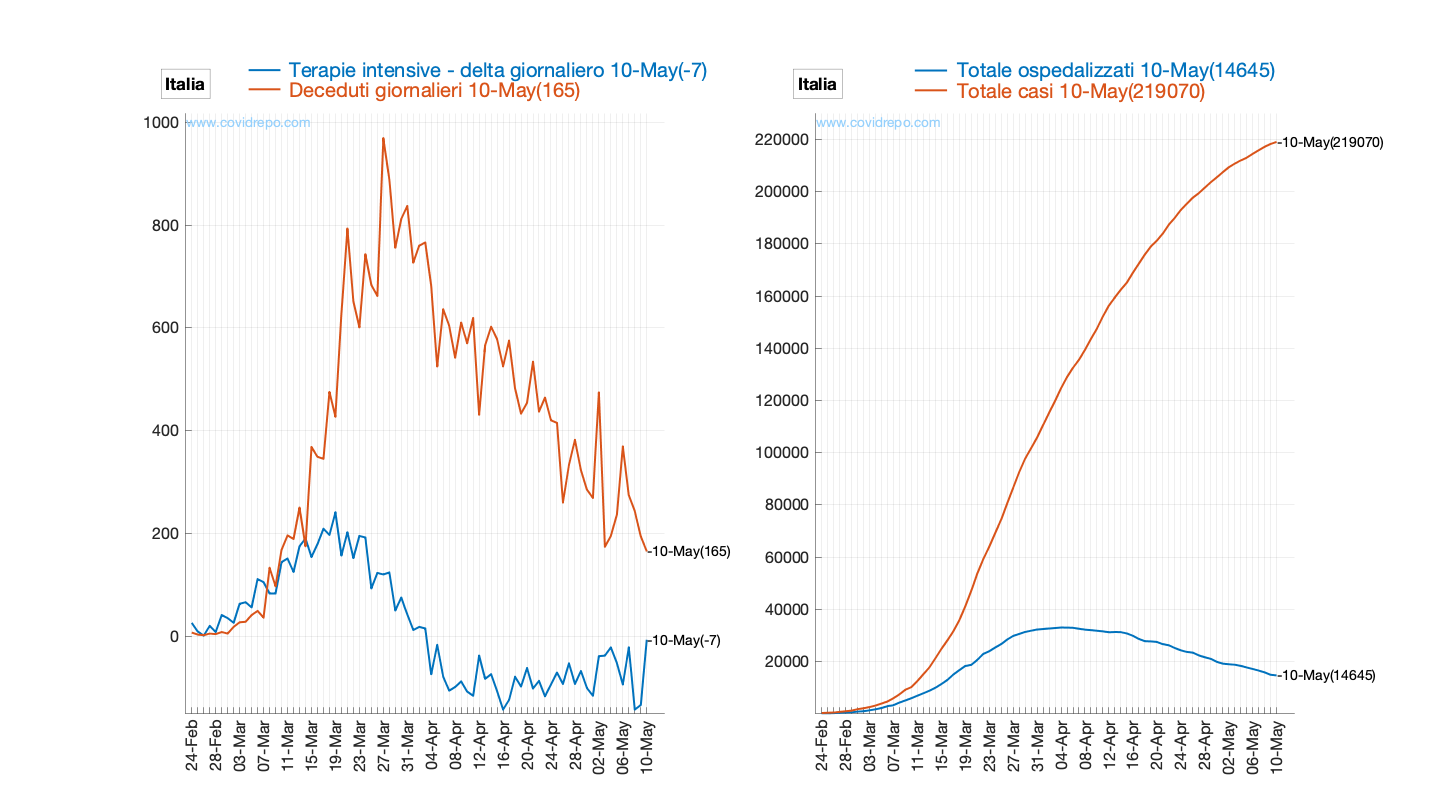 Italia
Terapie intensive - delta giornaliero 10-May(-7)
Deceduti giornalieri 10-May(165)
www.covidrepo.com
1000
800
600
400
200
0
10-May(165)
10-May(-7)
24-Feb
28-Feb
03-Mar
07-Mar
11-Mar
15-Mar
19-Mar
23-Mar
27-Mar
31-Mar
04-Apr
08-Apr
12-Apr
16-Apr
20-Apr
24-Apr
28-Apr
02-May
06-May
10-May
Italia
Totale ospedalizzati 10-May(14645)
Totale casi 10-May(219070)
www.covidrepo.com
220000
200000
180000
160000
140000
120000
100000
80000
60000
40000
20000
10-May(219070)
10-May(14645)
24-Feb
28-Feb
03-Mar
07-Mar
11-Mar
15-Mar
19-Mar
23-Mar
27-Mar
31-Mar
04-Apr
08-Apr
12-Apr
16-Apr
20-Apr
24-Apr
28-Apr
02-May
06-May
10-May